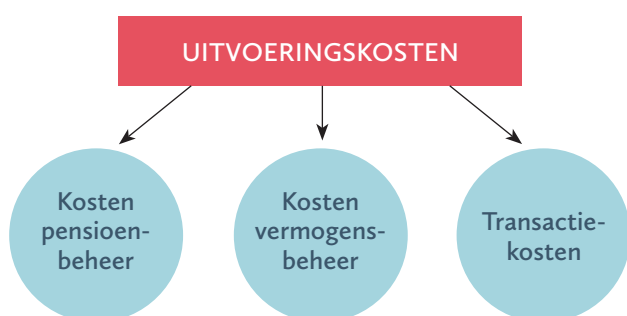 UITVOERINGSKOSTEN
Kosten
pensioen-
beheer
Kosten
vermogens-
beheer
Transactie-
kosten